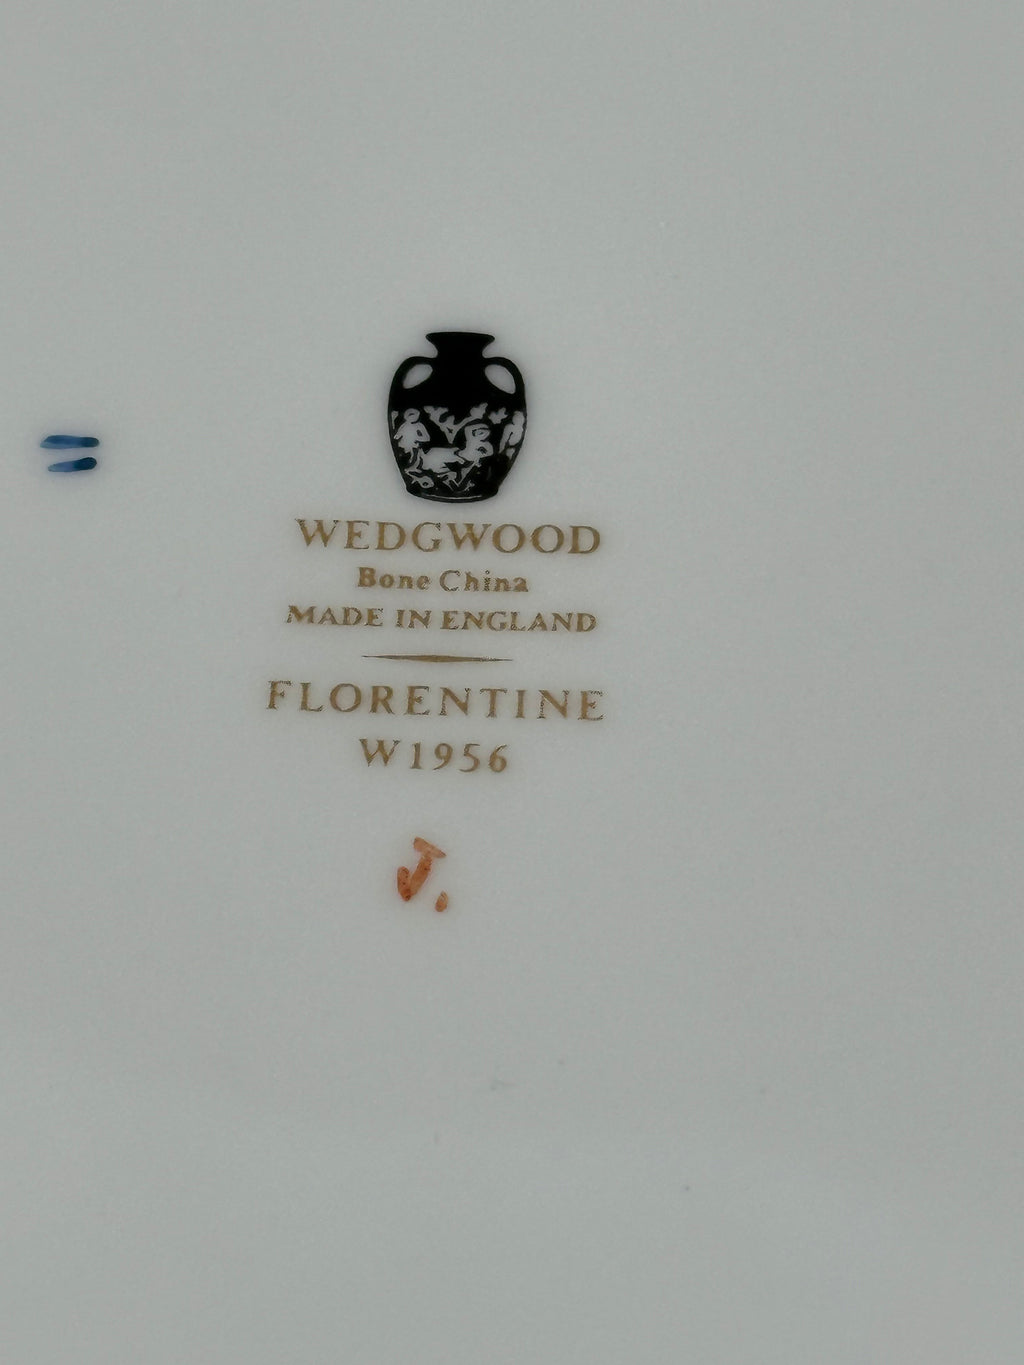 WEDGWOOD
Bone China
MADE IN ENGLAND
FLORENTINE
W1956
J.